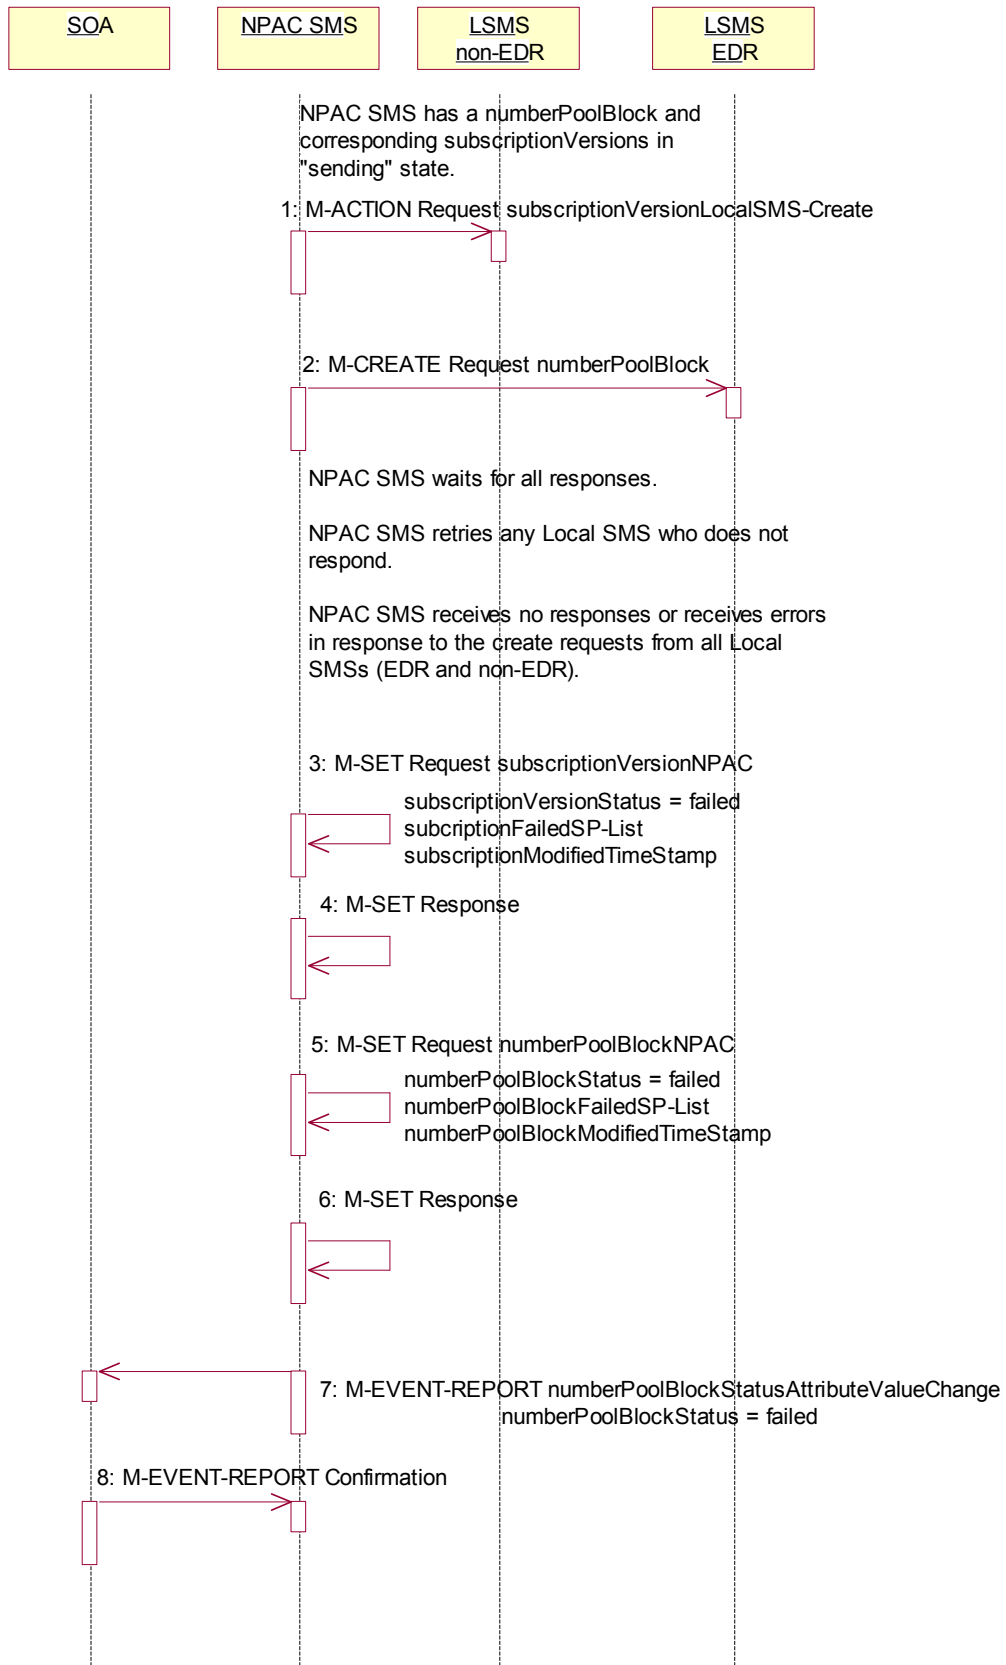 SOA
NPAC SMS
LSMS
non-EDR
LSMS
EDR
NPAC SMS has a numberPoolBlock and
corresponding subscriptionVersions in
"sending" state.
1: M-ACTION Request subscriptionVersionLocalSMS-Create
2: M-CREATE Request numberPoolBlock
NPAC SMS waits for all responses.
NPAC SMS retries any Local SMS who does not
respond.
NPAC SMS receives no responses or receives errors
in response to the create requests from all Local
SMSs (EDR and non-EDR).
3: M-SET Request subscriptionVersionNPAC
subscriptionVersionStatus = failed
subcriptionFailedSP-List
subscriptionModifiedTimeStamp
4: M-SET Response
5: M-SET Request numberPoolBlockNPAC
numberPoolBlockStatus = failed
numberPoolBlockFailedSP-List
numberPoolBlockModifiedTimeStamp
6: M-SET Response
7: M-EVENT-REPORT numberPoolBlockStatusAttributeValueChange
numberPoolBlockStatus = failed
8: M-EVENT-REPORT Confirmation